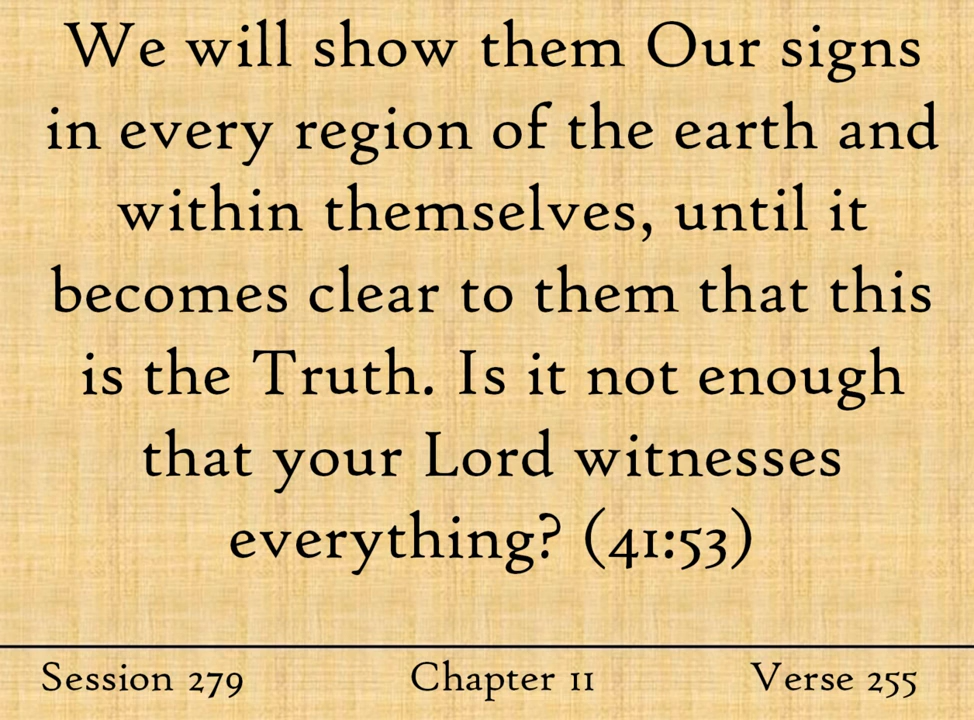 We will show them Our signs
in every region of the earth and
within themselves, until it
becomes clear to them that this
is the Truth. Is it not enough
that your Lord witnesses
everything? (41:53)
Session 279 Chapter 11 Verse 255